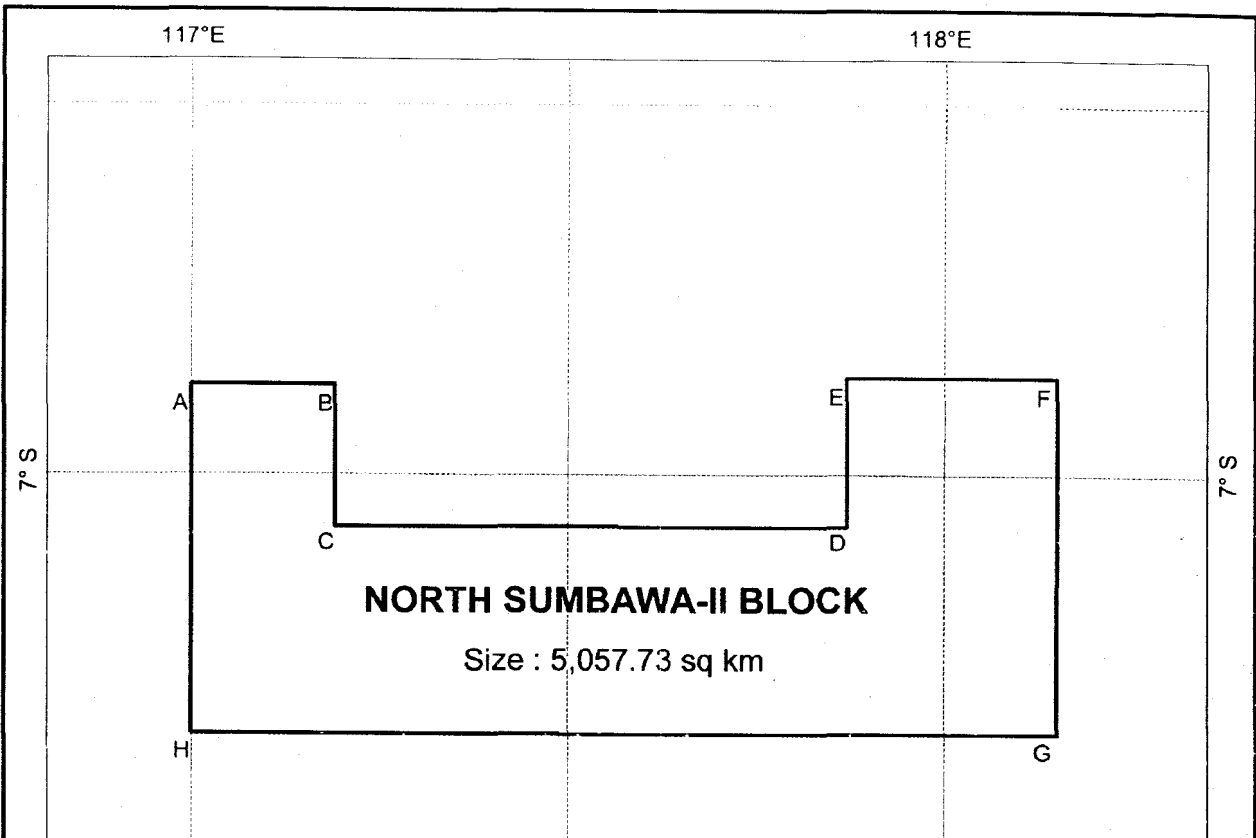 117°E
118°E
A
B
E
F
7° S
7° S
C
D
NORTH SUMBAWA-II BLOCK
Size : 5,057.73 sq km
H
G